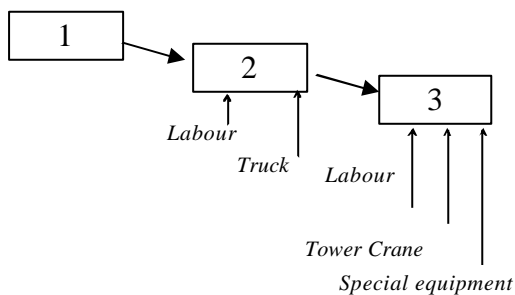 1
2
3
Labour
Truck
Labour
Tower Crane
Special equipment